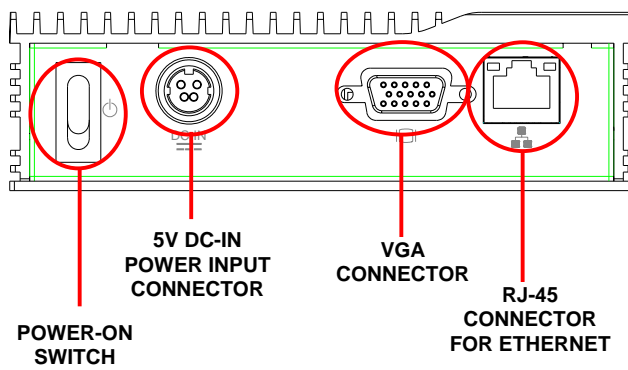 DC-IN
5V DC-IN
POWER INPUT
CONNECTOR
VGA
CONNECTOR
RJ-45
CONNECTOR
FOR ETHERNET
POWER-ON
SWITCH